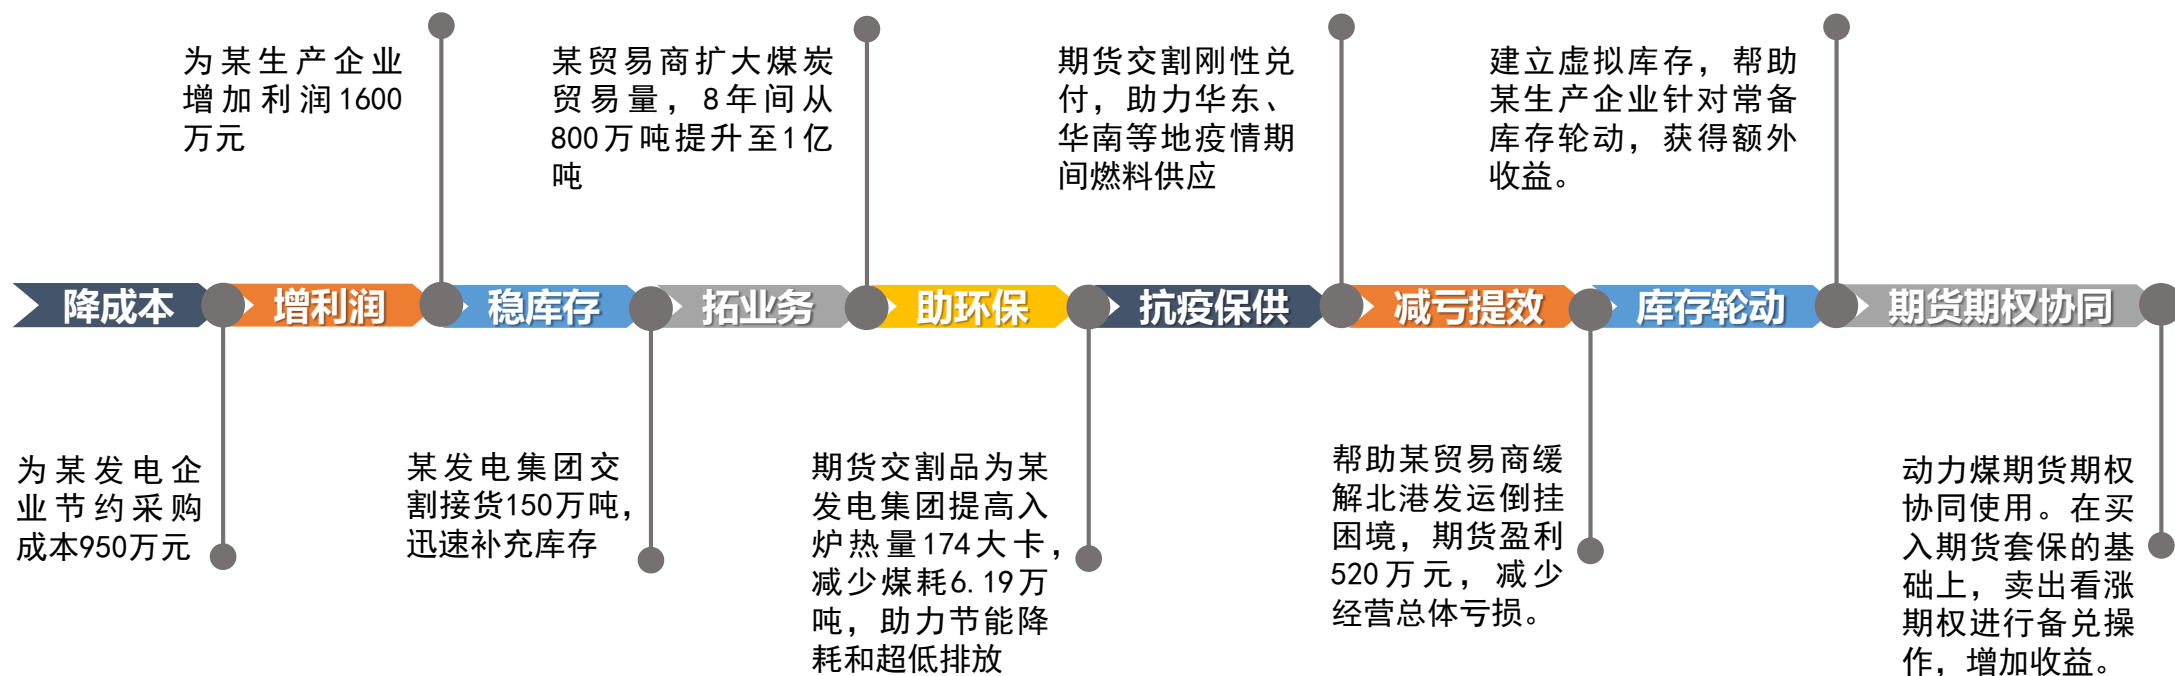 为某生产企业
增加利润1600
万元
某贸易商扩大煤炭
贸易量，8年间从
800万吨提升至1亿
吨
期货交割刚性兑
付，助力华东、
华南等地疫情期
间燃料供应
建立虚拟库存，帮助
某生产企业针对常备
库存轮动，获得额外
收益。
降成本
增利润
稳库存
拓业务
助环保
抗疫保供
减亏提效
库存轮动
期货期权协同
为某发电企
业节约采购
成本950万元
某发电集团交
割接货150万吨，
迅速补充库存
期货交割品为某
发电集团提高入
炉热量174大卡，
减少煤耗6.19万
吨，助力节能降
耗和超低排放
帮助某贸易商缓
解北港发运倒挂
困境，期货盈利
520万元，减少
经营总体亏损。
动力煤期货期权
协同使用。在买
入期货套保的基
础上，卖出看涨
期权进行备兑操
作，增加收益。